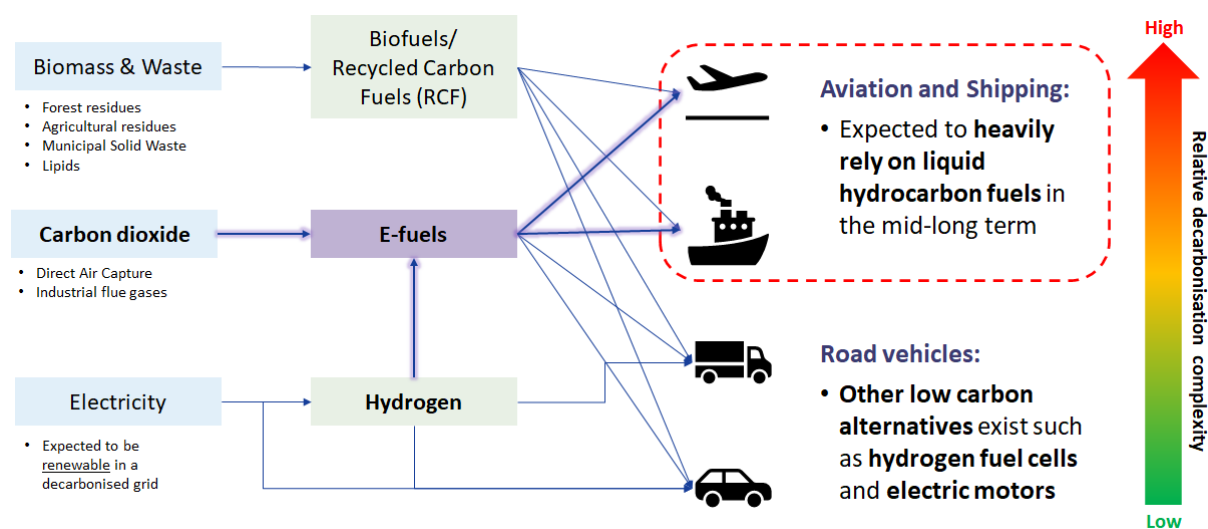 Biomass & Waste
• Forest residues
• Agricultural residues
• Municipal Solid Waste
• Lipids
Biofuels/
Recycled Carbon
Fuels (RCF)
Carbon dioxide
• Direct Air Capture
• Industrial flue gases
E-fuels
Electricity
• Expected to be
renewable in a
decarbonised grid
Hydrogen
Aviation and Shipping:
• Expected to heavily
rely on liquid
hydrocarbon fuels in
the mid-long term
Road vehicles:
• Other low carbon
alternatives exist such
as hydrogen fuel cells
and electric motors
High
Relative decarbonisation complexity
Low